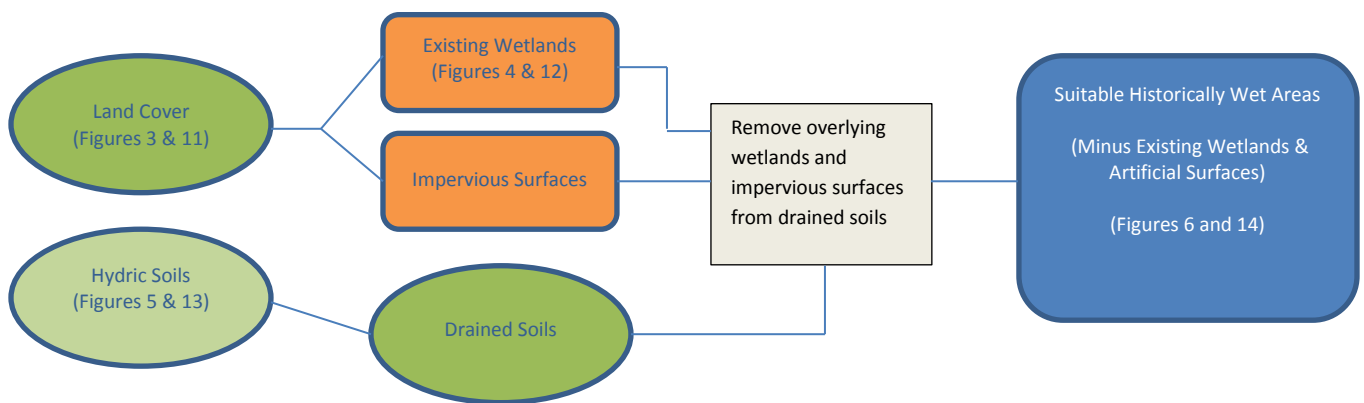 Land Cover
(Figures 3 & 11)
Existing Wetlands
(Figures 4 & 12)
Impervious Surfaces
Hydric Soils
(Figures 5 & 13)
Drained Soils
Remove overlying
wetlands and
impervious surfaces
from drained soils
Suitable Historically Wet Areas
(Minus Existing Wetlands &
Artificial Surfaces)
(Figures 6 and 14)